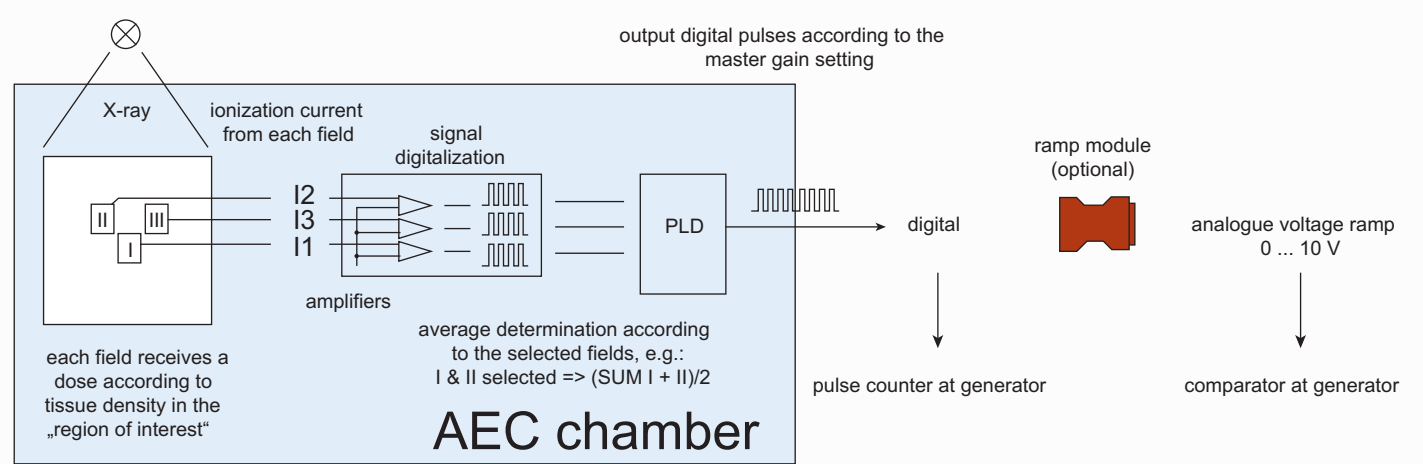 output digital pulses according to the
master gain setting
X-ray
ionization current
from each field
signal
digitalization
ramp module
(optional)
I2
I3
I1
II
III
I
PLD
digital
analogue voltage ramp
0 ... 10 V
amplifiers
average determination according
to the selected fields, e.g.:
I & II selected => (SUM I + II)/2
each field receives a
dose according to
tissue density in the
„region of interest“
pulse counter at generator
comparator at generator
AEC chamber